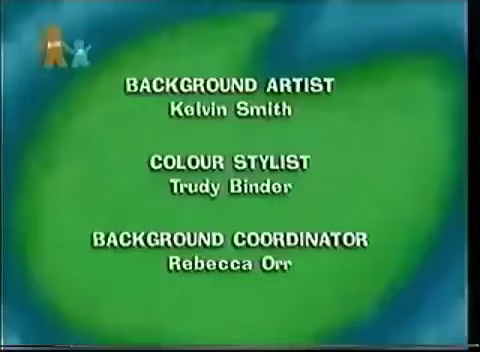 BACKGROUND ARTIST
Kelvin Smith
COLOUR STYLIST
Trudy Binder
BACKGROUND COORDINATOR
Rebecca Orr